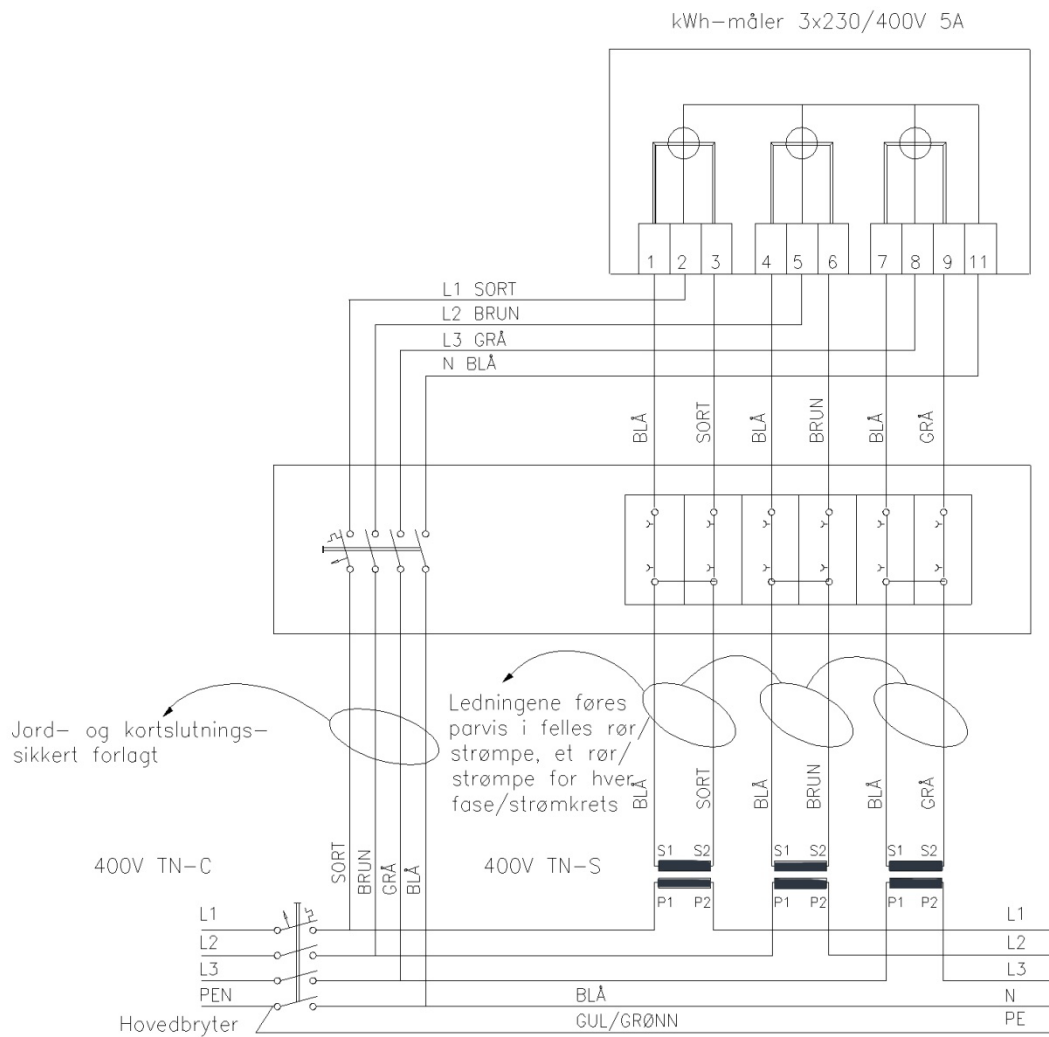 kWh-måler 3x230/400V 5A
1 2 3 4 5 6 7 8 9 11
L1 SORT
L2 BRUN
L3 GRÅ
N BLÅ
BLÅ SORT BLÅ BRUN BLÅ GRÅ
Jord- og kortslutnings-
sikkert forlagt
Ledningene føres
parvis i felles rør/
strømpe, et rør/
strømpe for hver
fase/strømkrets
BLÅ SORT BLÅ BRUN BLÅ GRÅ
400V TN-C
SORT BRUN GRÅ BLÅ
400V TN-S
S1 S2 S1 S2 S1 S2
P1 P2 P1 P2 P1 P2
L1 L1
L2 L2
L3 L3
PEN BLÅ N
Hovedbryter GUL/GRØNN PE